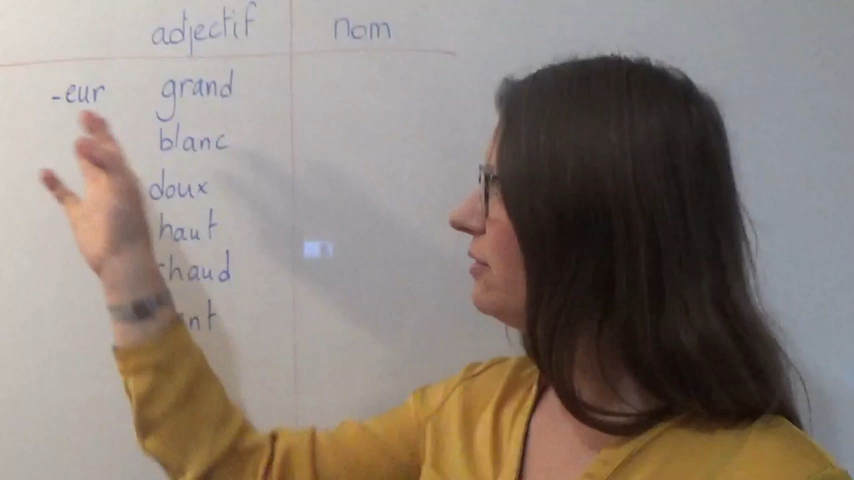 adjectif nom
-eur grand
blanc
doux
haut
chaud